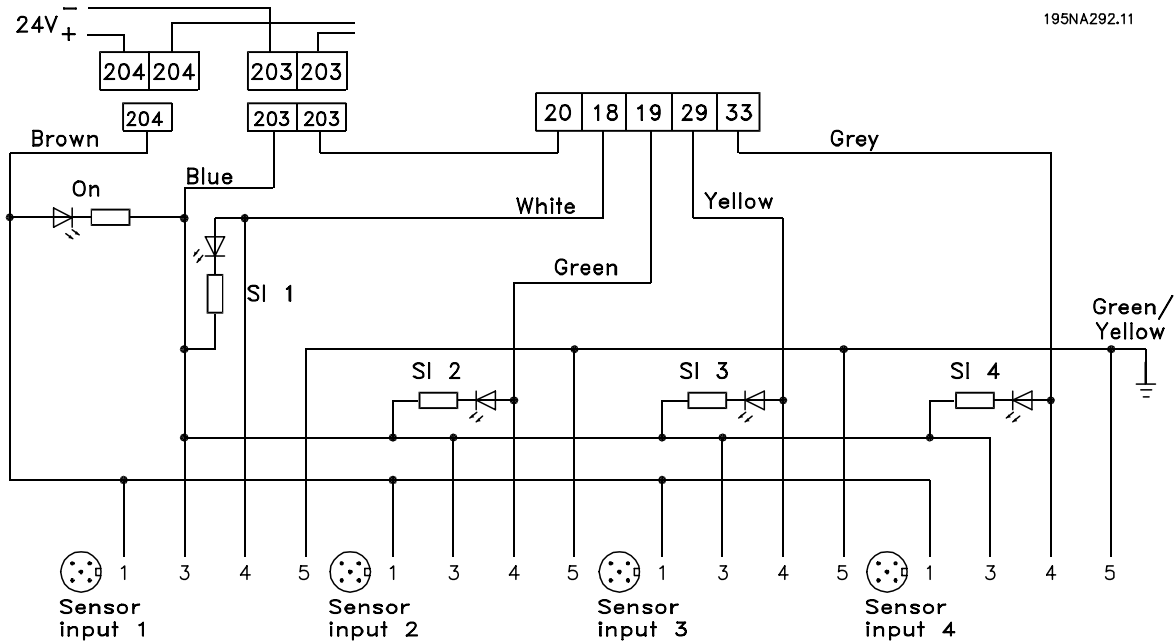 195NA292.11
24V − +
204 204 203 203
204 203 203 20 18 19 29 33
Brown Grey
Blue
On
White Yellow
Green
SI 1
Green/
Yellow
SI 2 SI 3 SI 4
1 3 4 5 1 3 4 5 1 3 4 5 1 3 4 5
Sensor
input 1
Sensor
input 2
Sensor
input 3
Sensor
input 4